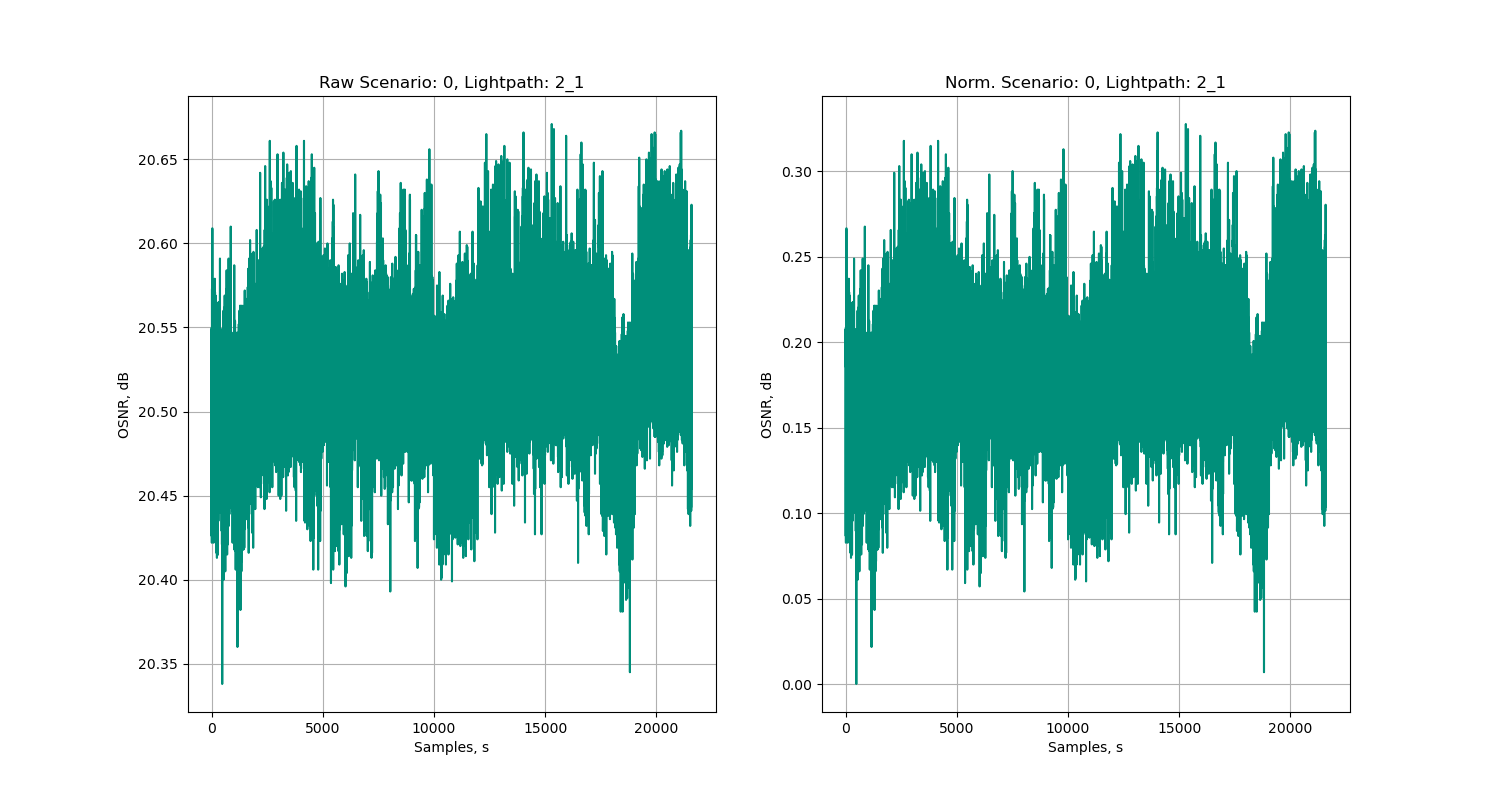 Raw Scenario: 0, Lightpath: 2_1
OSNR, dB
20.65
20.60
20.55
20.50
20.45
20.40
20.35
0 5000 10000 15000 20000
Samples, s
Norm. Scenario: 0, Lightpath: 2_1
OSNR, dB
0.30
0.25
0.20
0.15
0.10
0.05
0.00
0 5000 10000 15000 20000
Samples, s